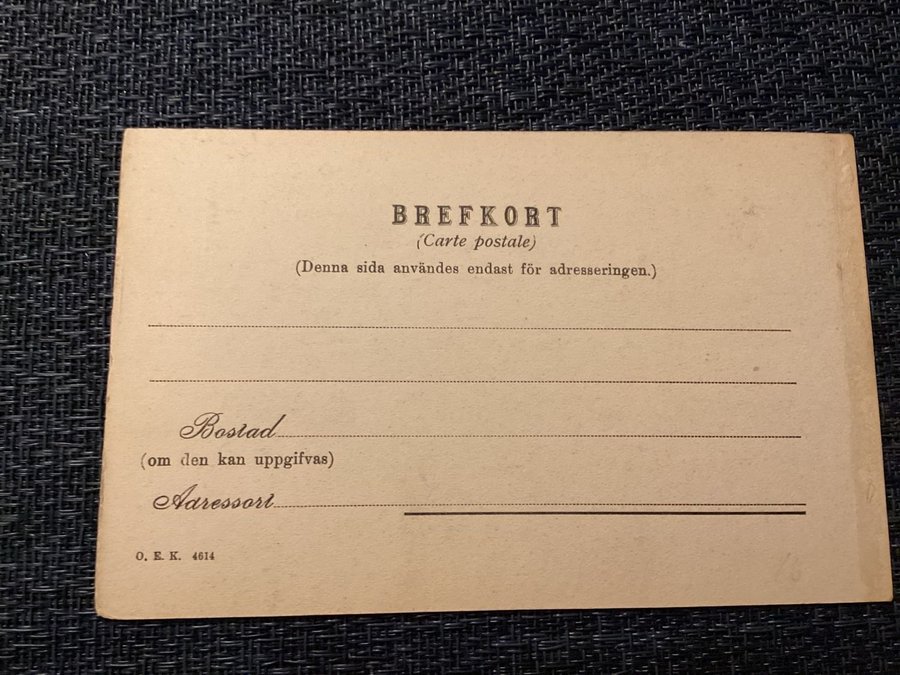 BREFKORT
(Carte postale)
(Denna sida användes endast för adresseringen.)
Bostad
(om den kan uppgifvas)
Adressort
O. E. K. 4614